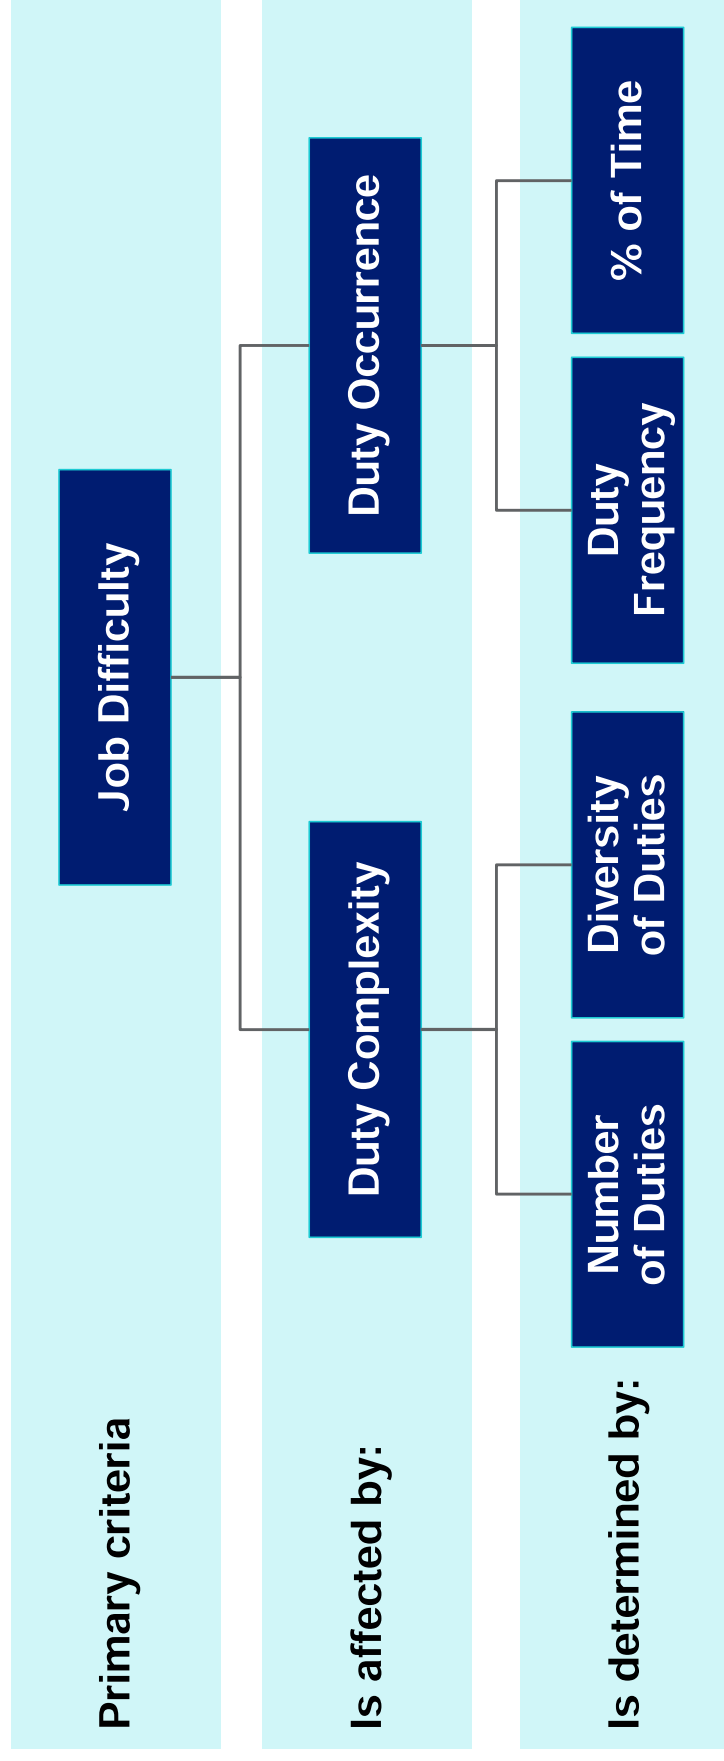 Primary criteria
Job Difficulty
Is affected by:
Duty Complexity
Duty Occurrence
Is determined by:
Number
of Duties
Diversity
of Duties
Duty
Frequency
% of Time